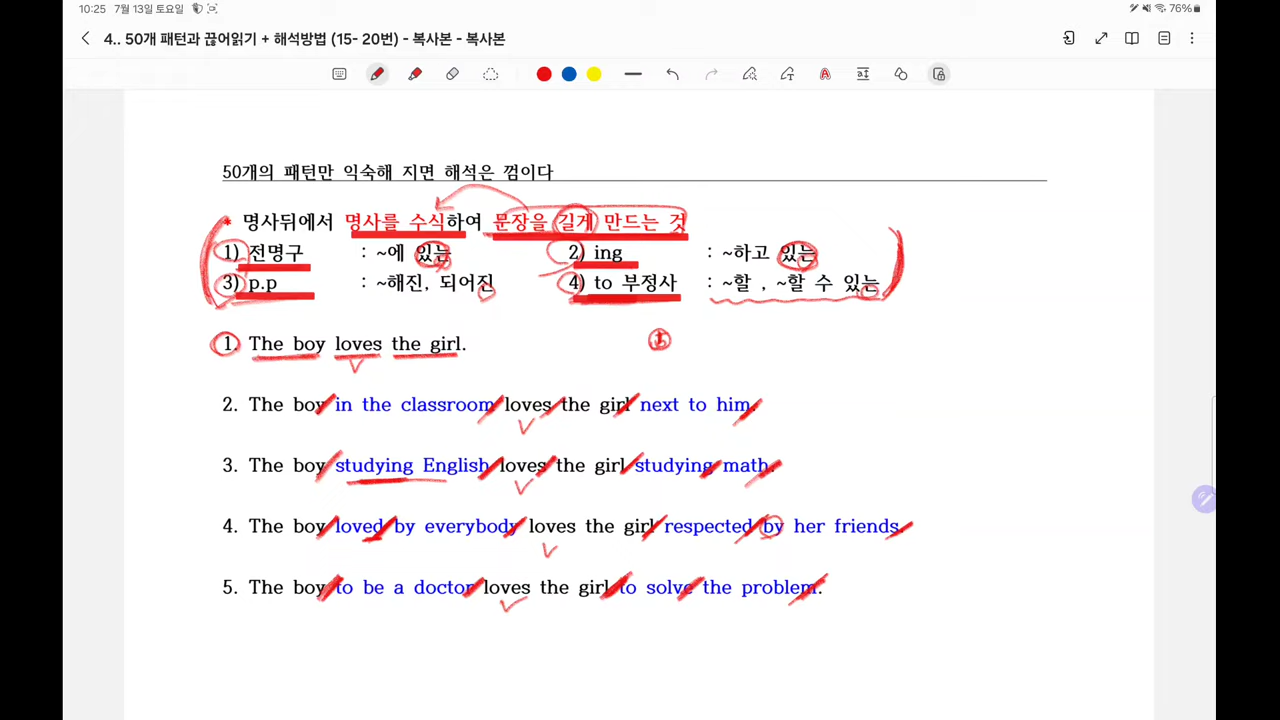 10:25 7월 13일 토요일 76%
4.. 50개 패턴과 끊어읽기 + 해석방법 (15- 20번) - 복사본 - 복사본
50개의 패턴만 익숙해 지면 해석은 껌이다
* 명사뒤에서 명사를 수식하여 문장을 길게 만드는 것
1) 전명구 : ~에 있는 2) ing : ~하고 있는
3) p.p : ~해진, 되어진 4) to 부정사 : ~할 , ~할 수 있는
1. The boy loves the girl.
2. The boy in the classroom loves the girl next to him.
3. The boy studying English loves the girl studying math.
4. The boy loved by everybody loves the girl respected by her friends.
5. The boy to be a doctor loves the girl to solve the problem.